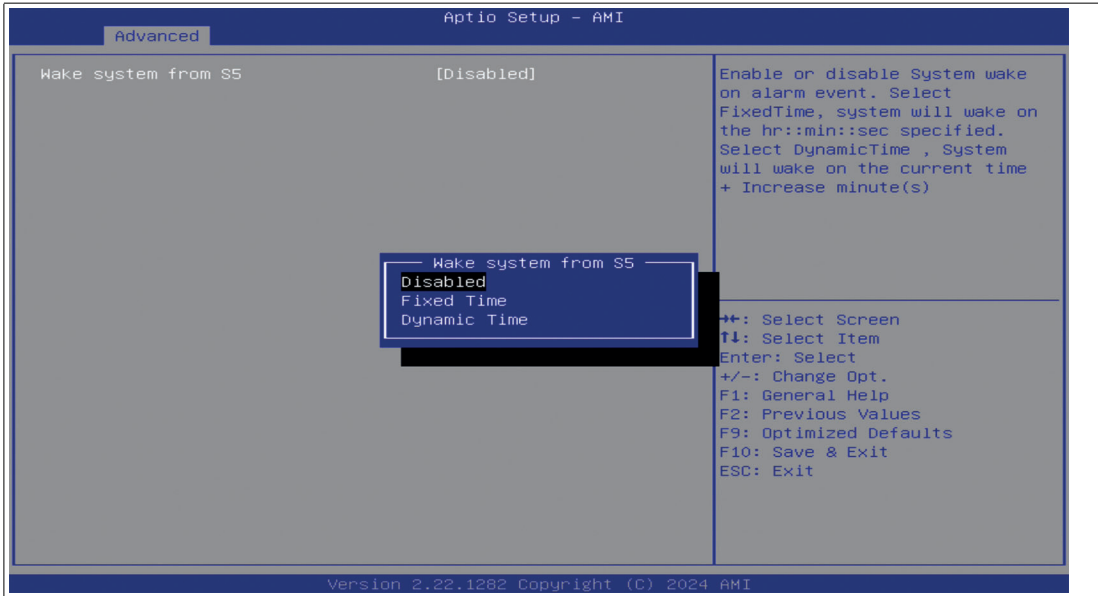 Aptio Setup – AMI
Advanced
Wake system from S5 [Disabled]
Enable or disable System wake
on alarm event. Select
FixedTime, system will wake on
the hr::min::sec specified.
Select DynamicTime , System
will wake on the current time
+ Increase minute(s)
Wake system from S5
Disabled
Fixed Time
Dynamic Time
→←: Select Screen
↑↓: Select Item
Enter: Select
+/-: Change Opt.
F1: General Help
F2: Previous Values
F9: Optimized Defaults
F10: Save & Exit
ESC: Exit
Version 2.22.1282 Copyright (C) 2024 AMI